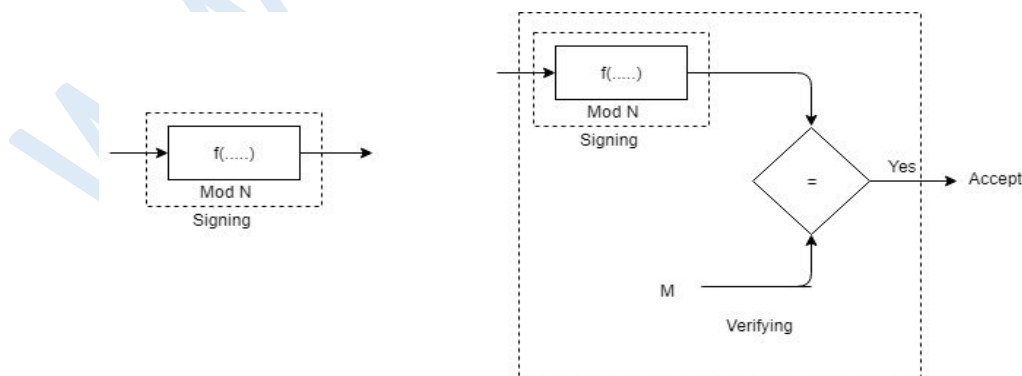 f(.....)
Mod N
Signing
f(.....)
Mod N
Signing
=
Yes
Accept
M
Verifying